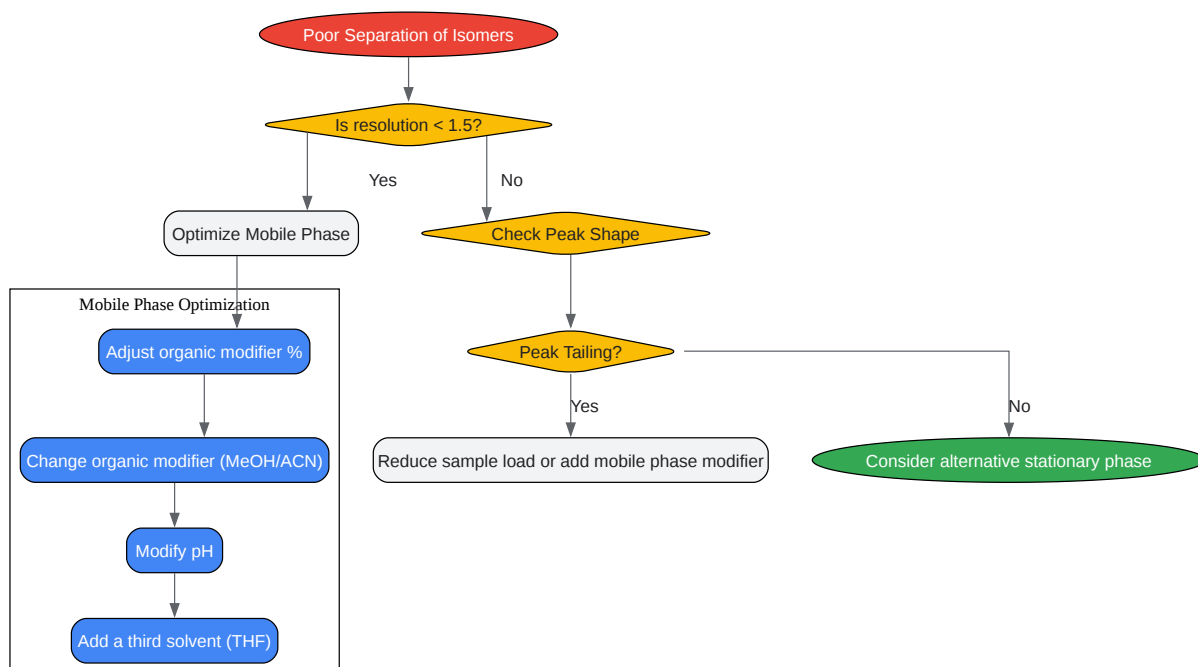 Poor Separation of Isomers
Is resolution < 1.5?
Yes
No
Optimize Mobile Phase
Check Peak Shape
Mobile Phase Optimization
Adjust organic modifier %
Peak Tailing?
Yes
No
Change organic modifier (MeOH/ACN)
Reduce sample load or add mobile phase modifier
Consider alternative stationary phase
Modify pH
Add a third solvent (THF)